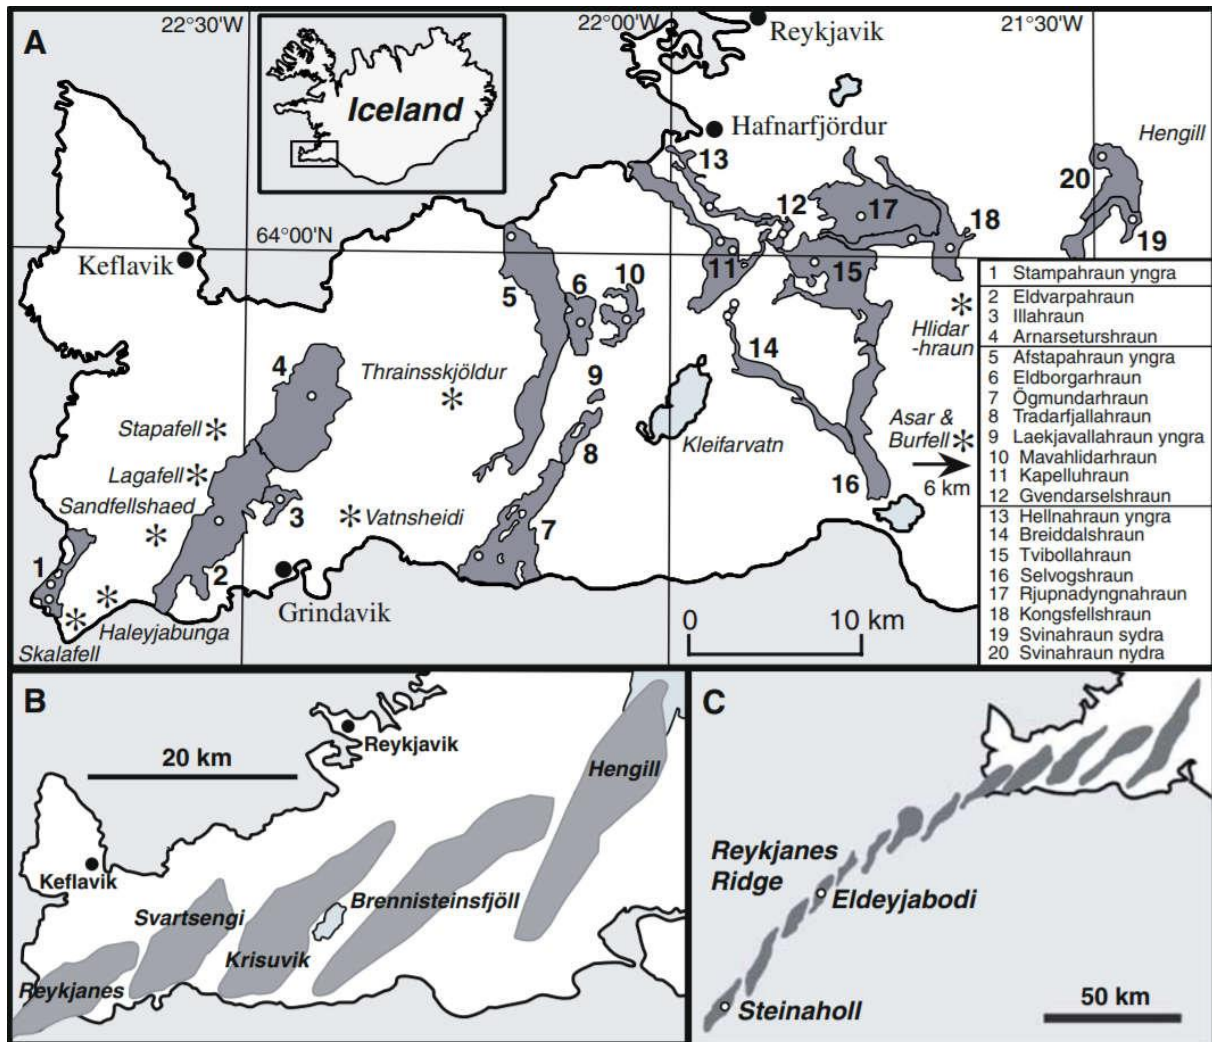 A
22°30'W
22°00'W
21°30'W
Reykjavik
Iceland
Hafnarfjördur
Hengill
13
20
12
17
18
19
64°00'N
Keflavik
11
15
5
6
10
Hlidar
-hraun
4
14
Thrainsskjöldur
9
Stapafell
8
Kleifarvatn
Asar &
Burfell
6 km
Lagafell
16
Sandfellshaed
3
Vatnsheidi
7
1
2
Grindavik
0
10 km
Haleyjabunga
Skalafell
1 Stampahraun yngra
2 Eldvarpahraun
3 Illahraun
4 Arnarseturshraun
5 Afstapahraun yngra
6 Eldborgarhraun
7 Ögmundarhraun
8 Tradarfjallahraun
9 Laekjavallahraun yngra
10 Mavahlidarhraun
11 Kapelluhraun
12 Gvendarselshraun
13 Hellnahraun yngra
14 Breiddalshraun
15 Tvibollahraun
16 Selvogshraun
17 Rjupnadyngnahraun
18 Kongsfellshraun
19 Svinahraun sydra
20 Svinahraun nydra
B
Reykjavik
20 km
Hengill
Keflavik
Brennisteinsfjöll
Svartsengi
Krisuvik
Reykjanes
C
Reykjanes
Ridge
Eldeyjabodi
Steinaholl
50 km